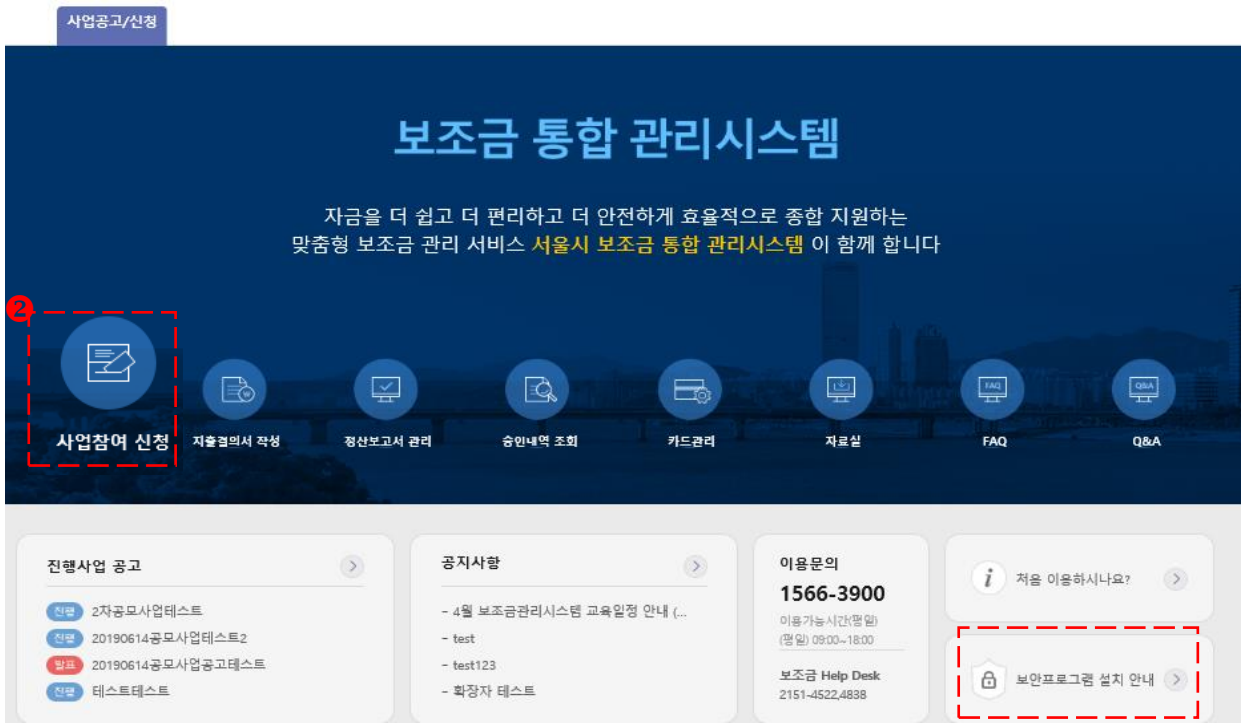 사업공고/신청
보조금 통합 관리시스템
자금을 더 쉽고 더 편리하고 더 안전하게 효율적으로 종합 지원하는
맞춤형 보조금 관리 서비스 서울시 보조금 통합 관리시스템 이 함께 합니다
2
FAQ
Q&A
사업참여 신청
지출결의서 작성
정산보고서 관리
승인내역 조회
카드관리
자료실
FAQ
Q&A
진행사업 공고
진행 2차공모사업테스트
진행 20190614공모사업테스트2
발표 20190614공모사업공고테스트
진행 테스트테스트
공지사항
- 4월 보조금관리시스템 교육일정 안내 (...
- test
- test123
- 확장자 테스트
이용문의
1566-3900
이용가능시간(평일)
(평일) 09:00~18:00
보조금 Help Desk
2151-4522,4838
i 처음 이용하시나요?
보안프로그램 설치 안내